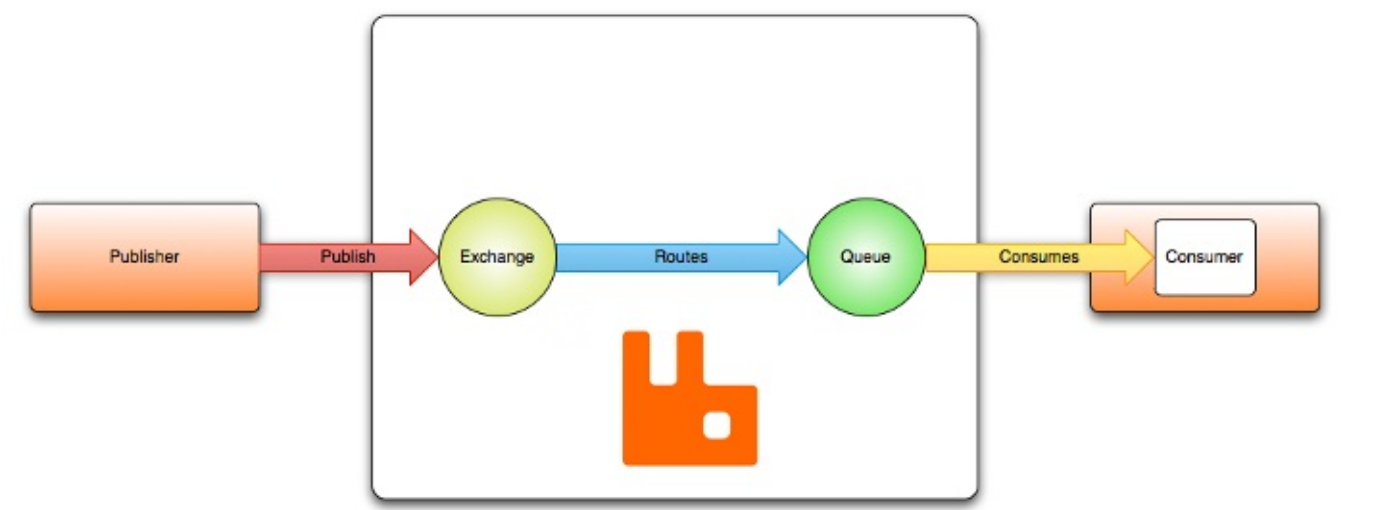 Publisher
Publish
Exchange
Routes
Queue
Consumes
Consumer